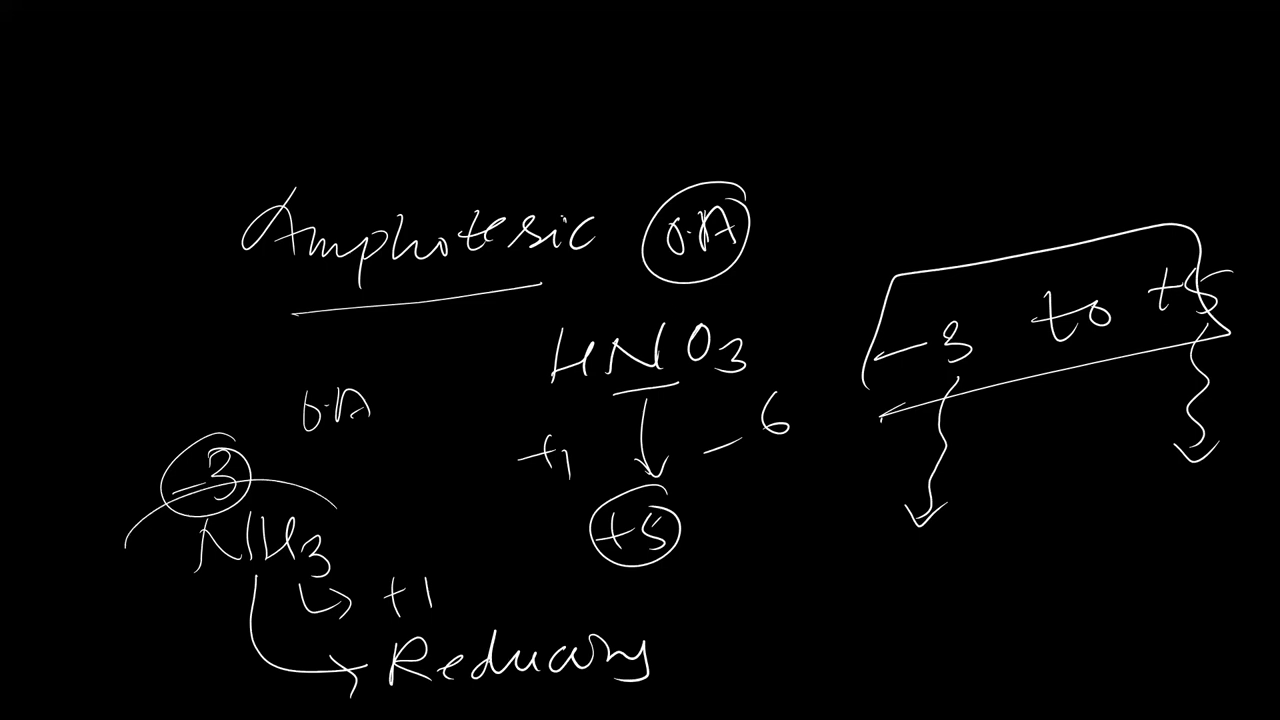 Amphoteric O.A
HNO3
-3 to +5
O.A
+1 -6
-3
+5
NH3
+1
Reducing